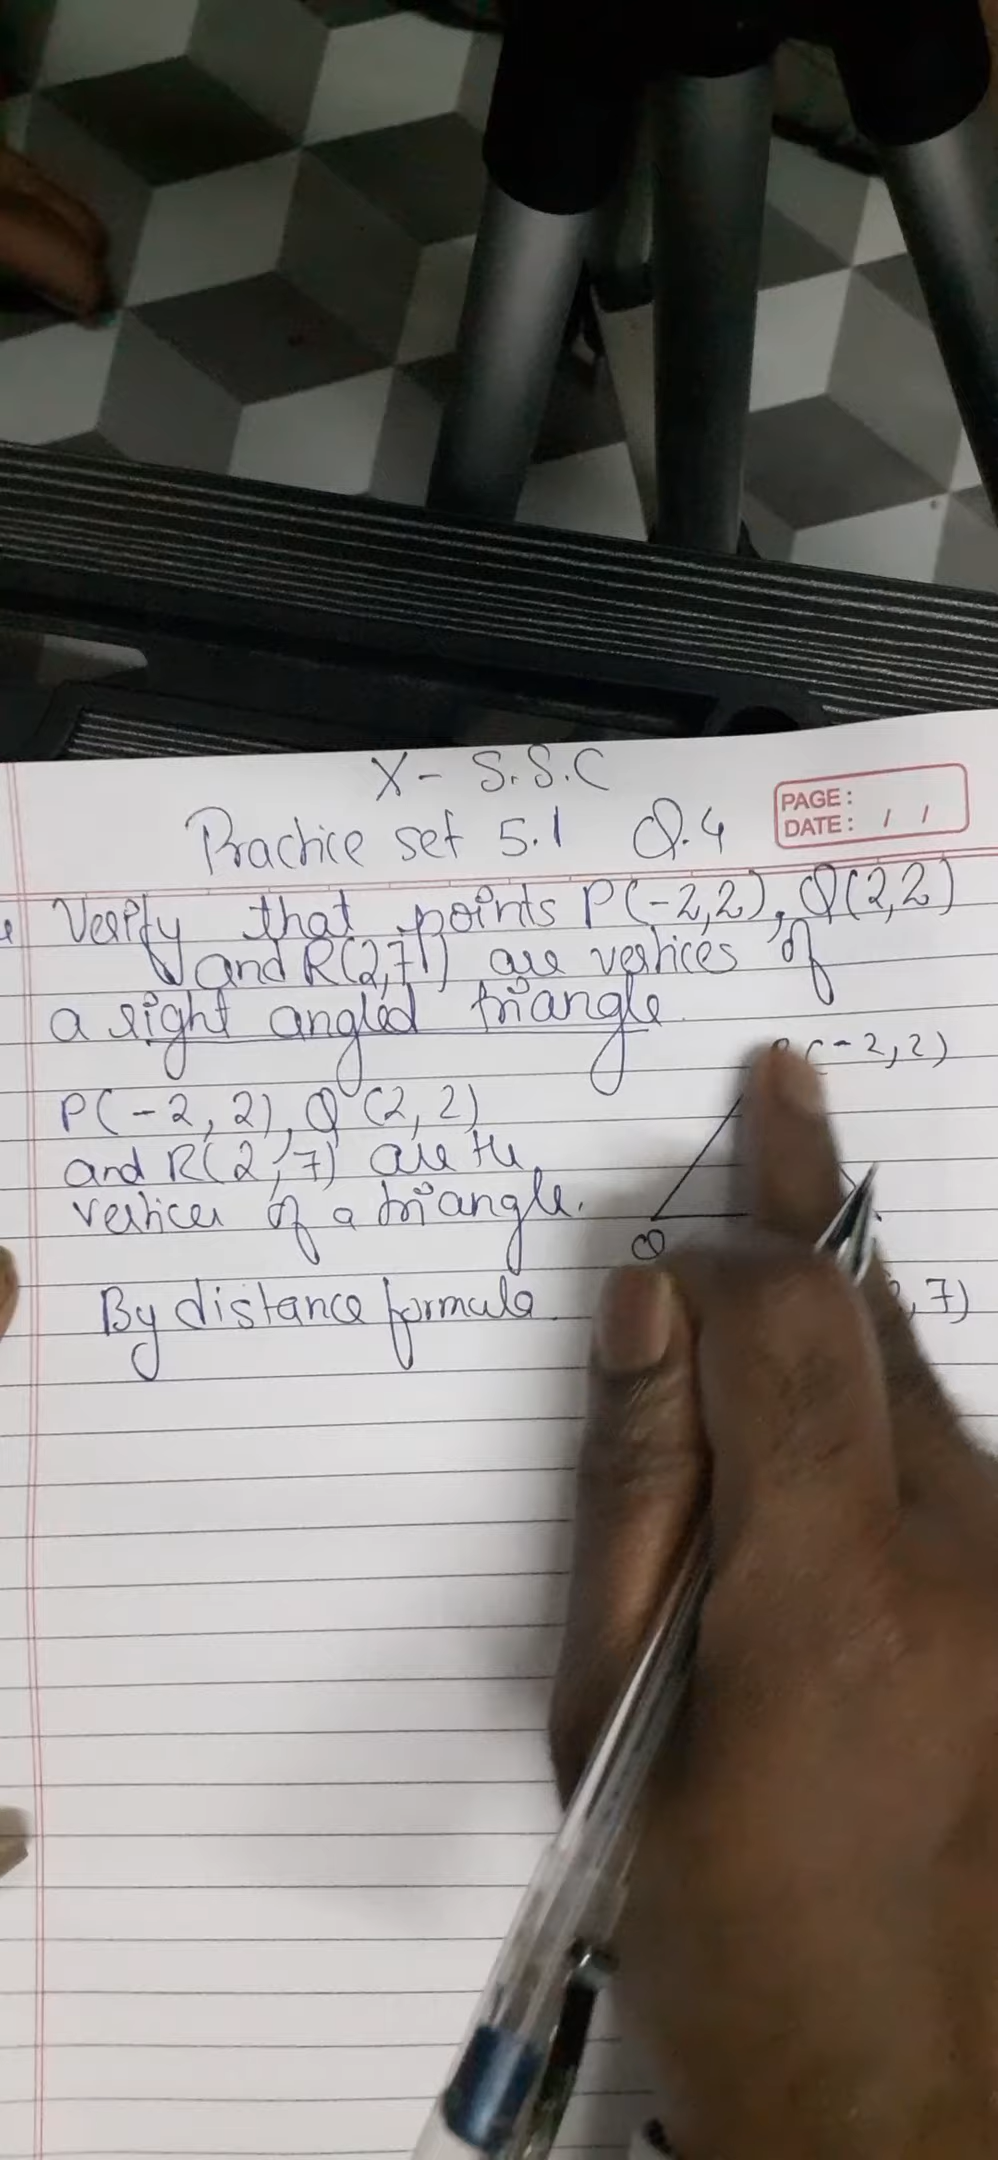 X- S.S.C
Practice set 5.1 Q.4
PAGE:
DATE: / /
Verify that points P(-2,2), Q(2,2)
and R(2,7) are vertices of
a right angled triangle.
(-2,2)
P(-2, 2), Q (2, 2)
and R(2, 7) are the
vertices of a triangle.
Q
By distance formula
, 7)